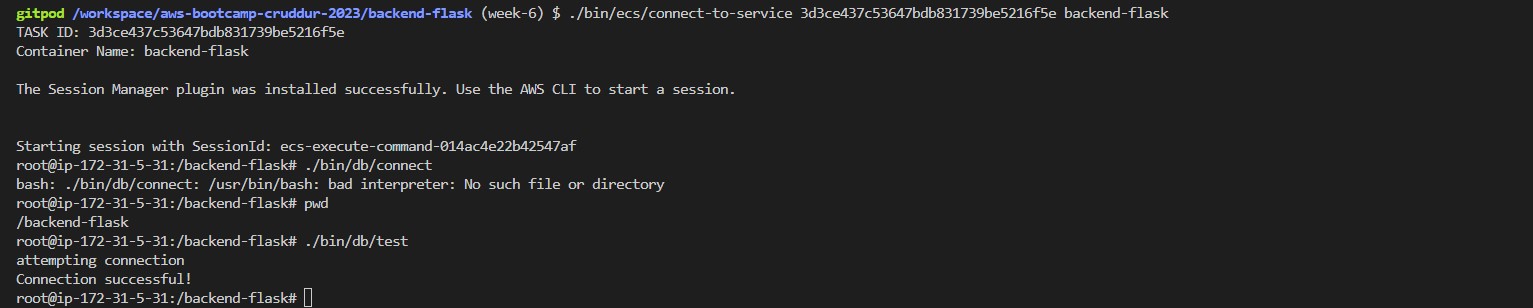 gitpod /workspace/aws-bootcamp-cruddur-2023/backend-flask (week-6) $ ./bin/ecs/connect-to-service 3d3ce437c53647bdb831739be5216f5e backend-flask
TASK ID: 3d3ce437c53647bdb831739be5216f5e
Container Name: backend-flask
The Session Manager plugin was installed successfully. Use the AWS CLI to start a session.
Starting session with SessionId: ecs-execute-command-014ac4e22b42547af
root@ip-172-31-5-31:/backend-flask# ./bin/db/connect
bash: ./bin/db/connect: /usr/bin/bash: bad interpreter: No such file or directory
root@ip-172-31-5-31:/backend-flask# pwd
/backend-flask
root@ip-172-31-5-31:/backend-flask# ./bin/db/test
attempting connection
Connection successful!
root@ip-172-31-5-31:/backend-flask#